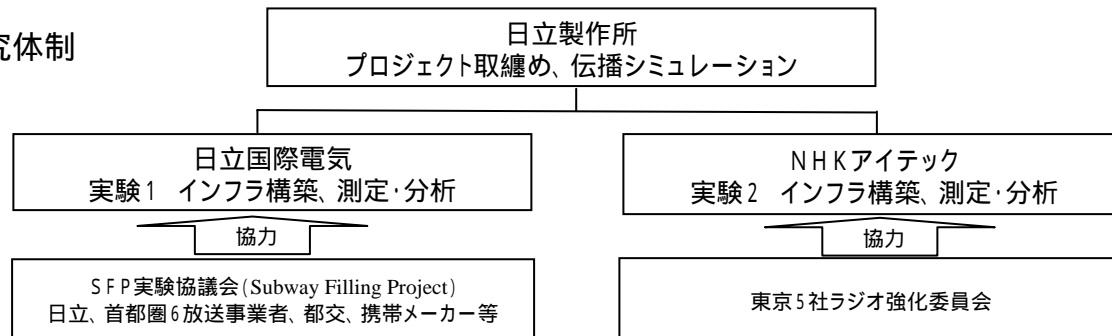 究体制
日立製作所
プロジェクト取纏め、伝播シミュレーション
日立国際電気
実験1 インフラ構築、測定・分析
NHKアイテック
実験2 インフラ構築、測定・分析
協力
協力
SFP実験協議会(Subway Filling Project)
日立、首都圏6放送事業者、都交、携帯メーカー等
東京5社ラジオ強化委員会